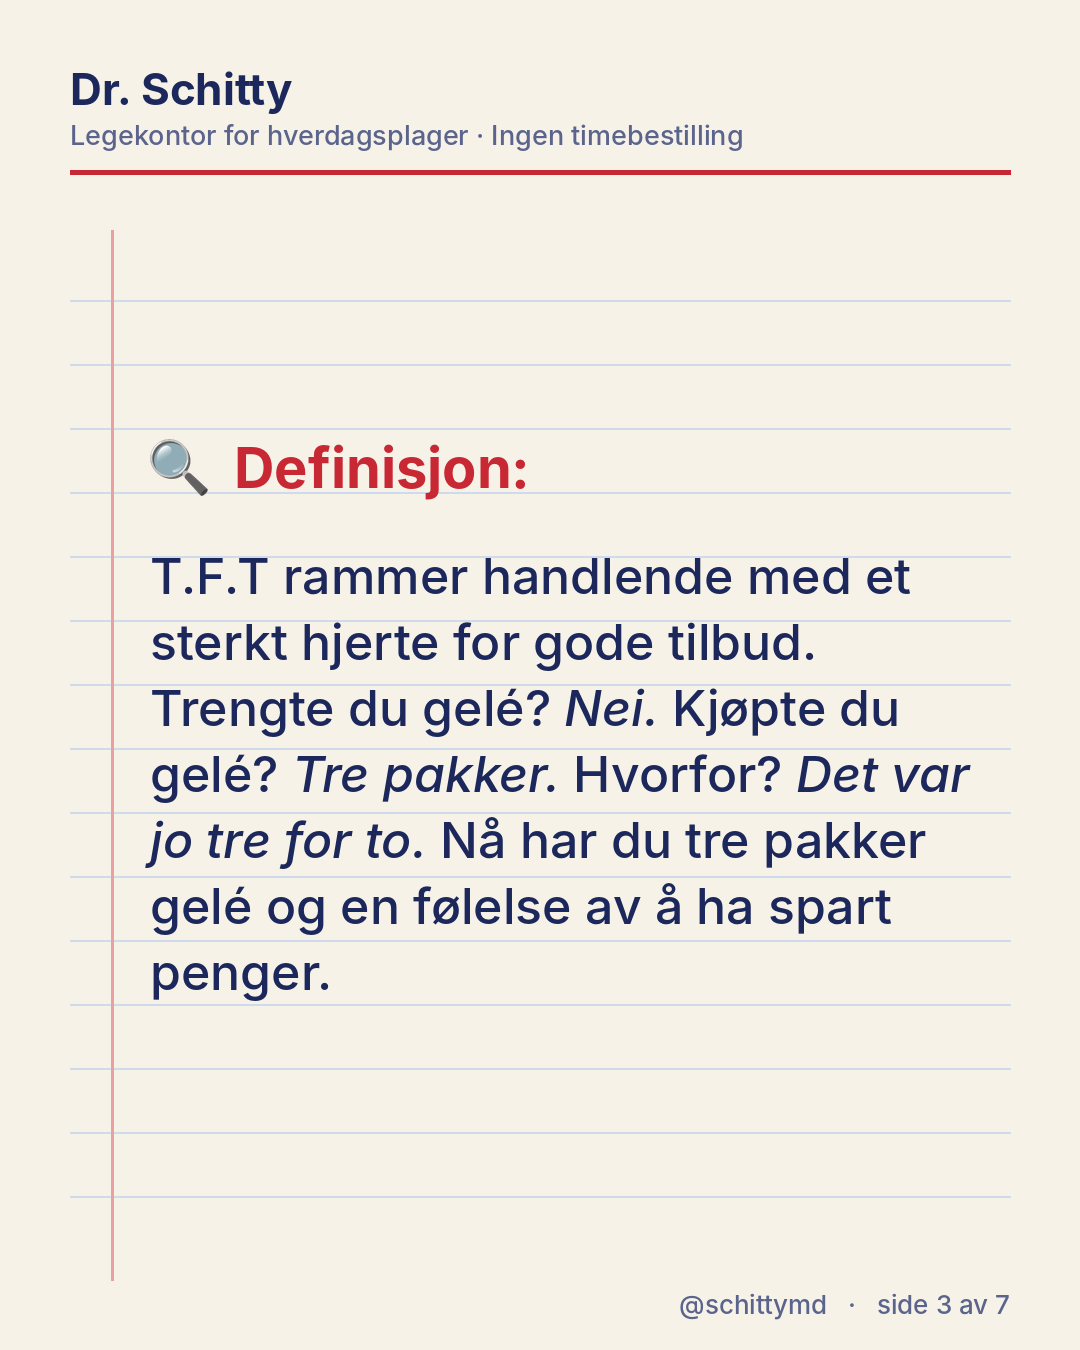 Dr. Schitty
Legekontor for hverdagsplager · Ingen timebestilling
🔍 Definisjon:
T.F.T rammer handlende med et
sterkt hjerte for gode tilbud.
Trengte du gelé? Nei. Kjøpte du
gelé? Tre pakker. Hvorfor? Det var
jo tre for to. Nå har du tre pakker
gelé og en følelse av å ha spart
penger.
@schittymd · side 3 av 7